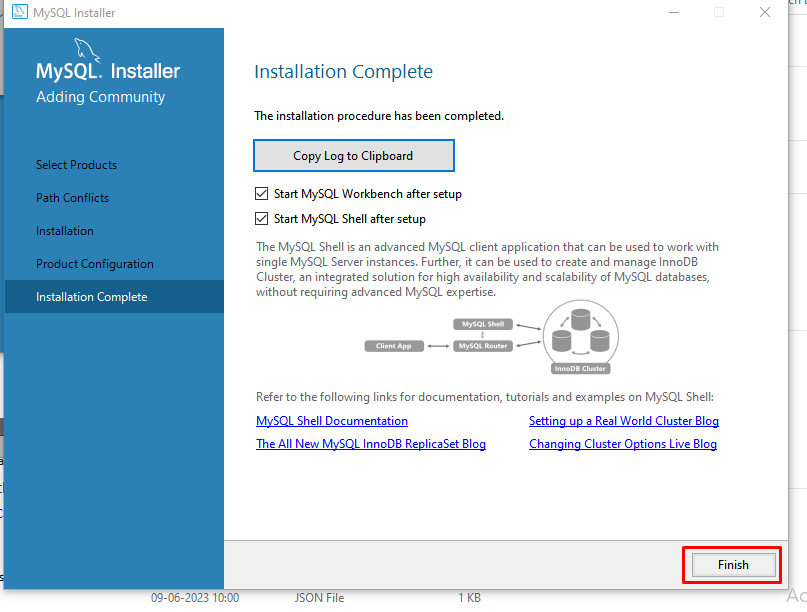 MySQL Installer
MySQL. Installer
Adding Community
Select Products
Path Conflicts
Installation
Product Configuration
Installation Complete
Installation Complete
The installation procedure has been completed.
Copy Log to Clipboard
Start MySQL Workbench after setup
Start MySQL Shell after setup
The MySQL Shell is an advanced MySQL client application that can be used to work with
single MySQL Server instances. Further, it can be used to create and manage InnoDB
Cluster, an integrated solution for high availability and scalability of MySQL databases,
without requiring advanced MySQL expertise.
MySQL Shell
Client App
MySQL Router
InnoDB Cluster
Refer to the following links for documentation, tutorials and examples on MySQL Shell:
MySQL Shell Documentation
Setting up a Real World Cluster Blog
The All New MySQL InnoDB ReplicaSet Blog
Changing Cluster Options Live Blog
Finish
09-06-2023 10:00
JSON File
1 KB